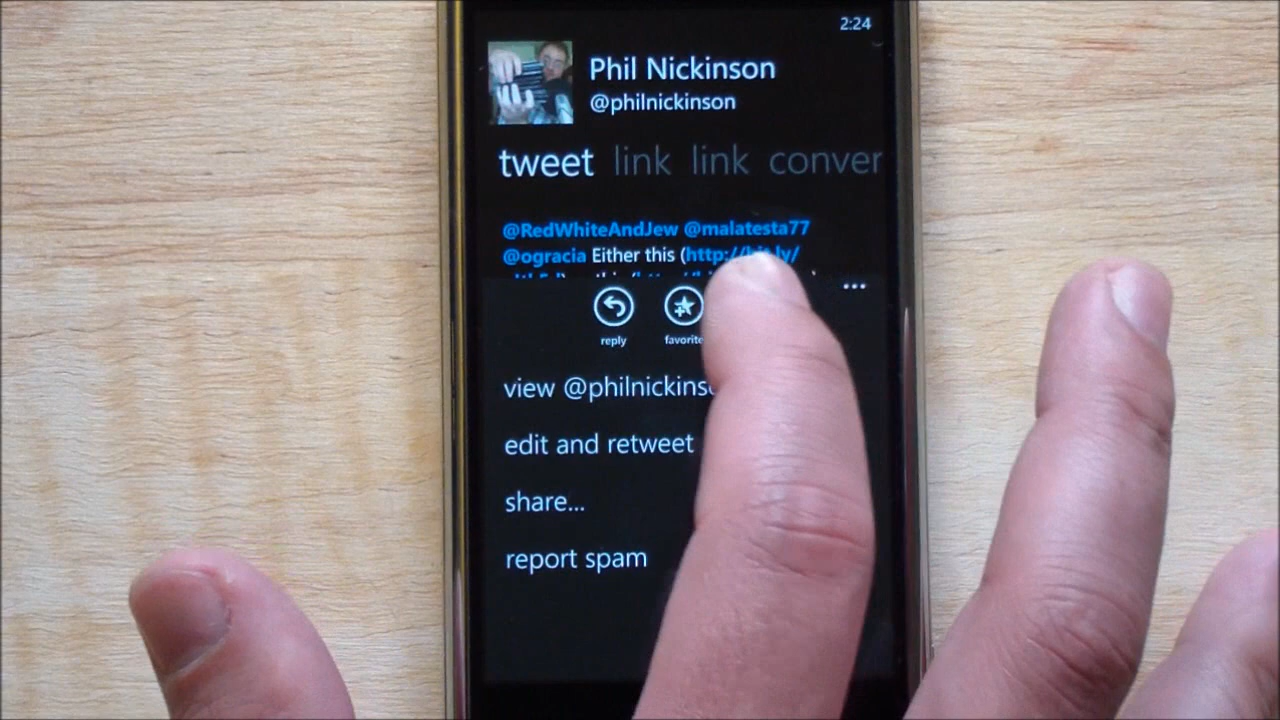 2:24
Phil Nickinson
@philnickinson
tweet link link conver
@RedWhiteAndJew @malatesta77
@ogracia Either this (http://bit.ly/
reply favorite
view @philnickinso
edit and retweet
share...
report spam